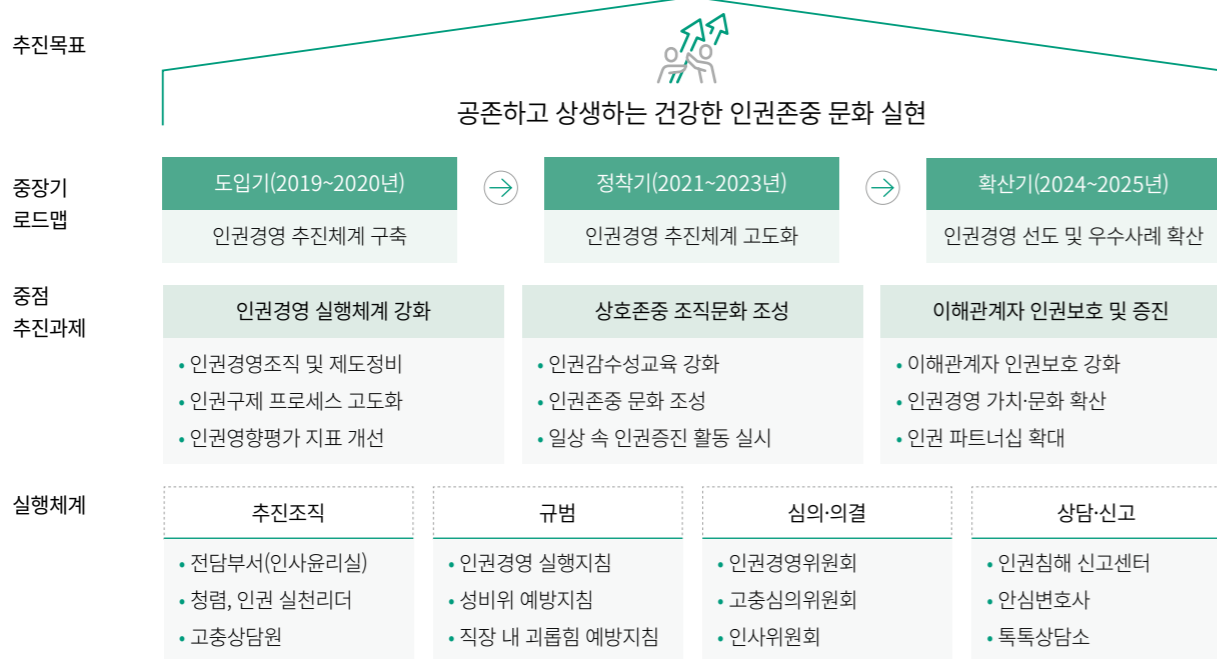 추진목표
공존하고 상생하는 건강한 인권존중 문화 실현
중장기
로드맵
도입기(2019~2020년)
인권경영 추진체계 구축
정착기(2021~2023년)
인권경영 추진체계 고도화
확산기(2024~2025년)
인권경영 선도 및 우수사례 확산
중점
추진과제
인권경영 실행체계 강화
• 인권경영조직 및 제도정비
• 인권구제 프로세스 고도화
• 인권영향평가 지표 개선
상호존중 조직문화 조성
• 인권감수성교육 강화
• 인권존중 문화 조성
• 일상 속 인권증진 활동 실시
이해관계자 인권보호 및 증진
• 이해관계자 인권보호 강화
• 인권경영 가치·문화 확산
• 인권 파트너십 확대
실행체계
추진조직
• 전담부서(인사윤리실)
• 청렴, 인권 실천리더
• 고충상담원
규범
• 인권경영 실행지침
• 성비위 예방지침
• 직장 내 괴롭힘 예방지침
심의·의결
• 인권경영위원회
• 고충심의위원회
• 인사위원회
상담·신고
• 인권침해 신고센터
• 안심변호사
• 톡톡상담소